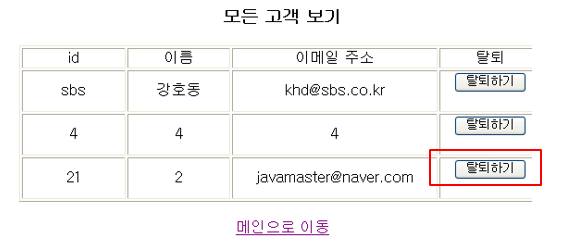 모든 고객 보기
id 이름 이메일 주소 탈퇴
sbs 강호동 khd@sbs.co.kr 탈퇴하기
4 4 4 탈퇴하기
21 2 javamaster@naver.com 탈퇴하기
메인으로 이동